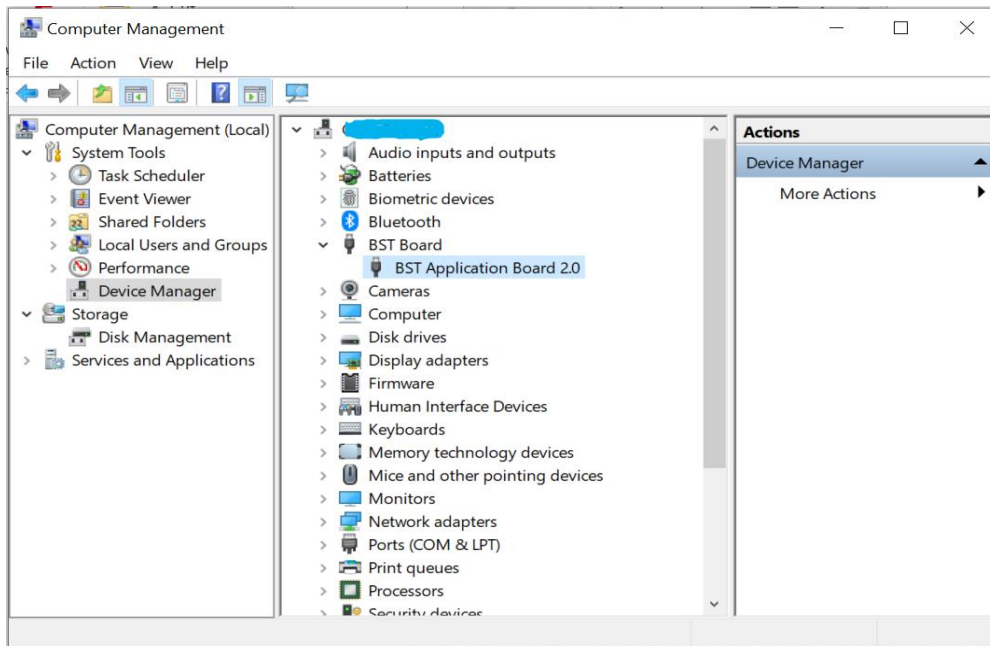 Computer Management
File Action View Help
Computer Management (Local)
System Tools
Task Scheduler
Event Viewer
Shared Folders
Local Users and Groups
Performance
Device Manager
Storage
Disk Management
Services and Applications
Audio inputs and outputs
Batteries
Biometric devices
Bluetooth
BST Board
BST Application Board 2.0
Cameras
Computer
Disk drives
Display adapters
Firmware
Human Interface Devices
Keyboards
Memory technology devices
Mice and other pointing devices
Monitors
Network adapters
Ports (COM & LPT)
Print queues
Processors
Security devices
Actions
Device Manager
More Actions